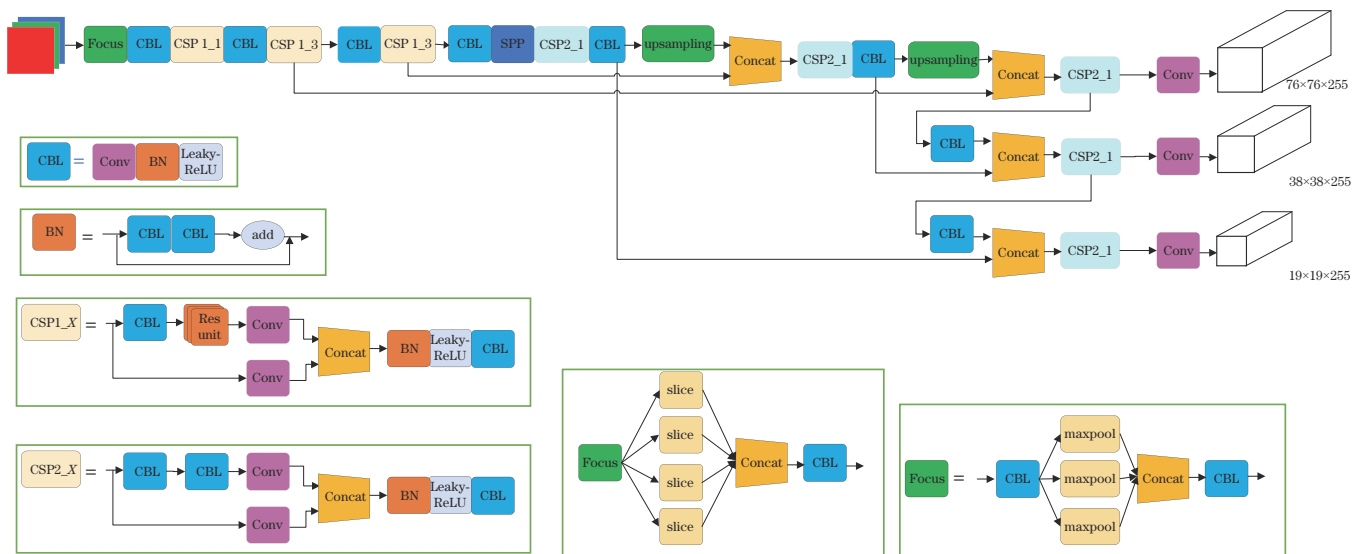 Focus CBL CSP 1_1 CBL CSP 1_3 CBL CSP 1_3 CBL SPP CSP2_1 CBL upsampling Concat CSP2_1 CBL upsampling Concat CSP2_1 Conv
76×76×255
CBL Concat CSP2_1 Conv
38×38×255
CBL Concat CSP2_1 Conv
19×19×255
CBL = Conv BN Leaky-
ReLU
BN = CBL CBL add
CSP1_X = CBL Res
unit Conv Conv Concat BN Leaky-
ReLU CBL
CSP2_X = CBL CBL Conv Conv Concat BN Leaky-
ReLU CBL
Focus slice slice slice slice Concat CBL
Focus = CBL maxpool maxpool maxpool Concat CBL